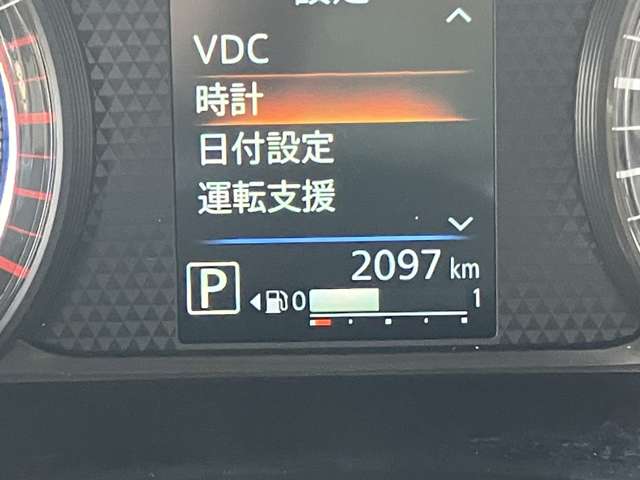 VDC
時計
日付設定
運転支援
2097 km
P 0 1